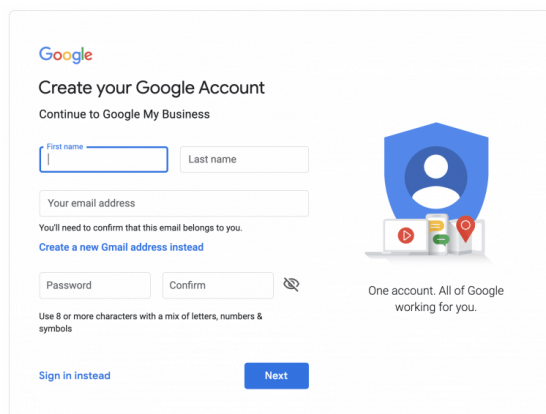 Google
Create your Google Account
Continue to Google My Business
First name
Last name
Your email address
You'll need to confirm that this email belongs to you.
Create a new Gmail address instead
Password
Confirm
Use 8 or more characters with a mix of letters, numbers &
symbols
One account. All of Google
working for you.
Sign in instead
Next